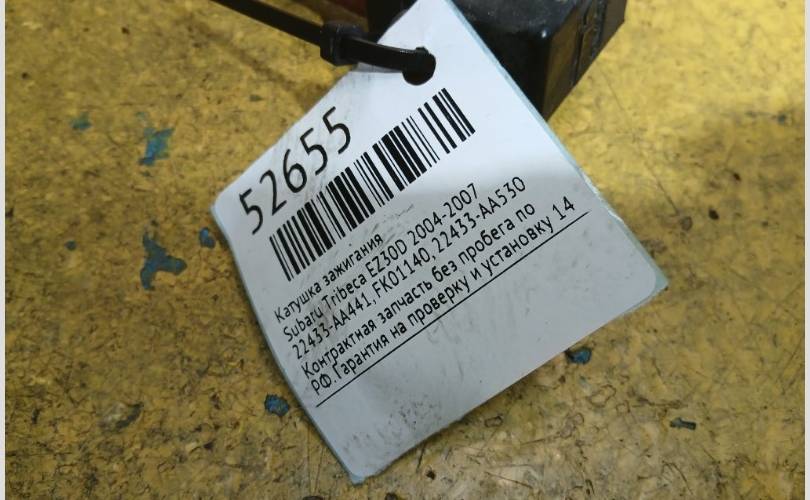 52655
Катушка зажигания
Subaru Tribeca EZ30D 2004-2007
22433-AA441, FK01140, 22433-AA530
Контрактная запчасть без пробега по
РФ.Гарантия на проверку и установку 14